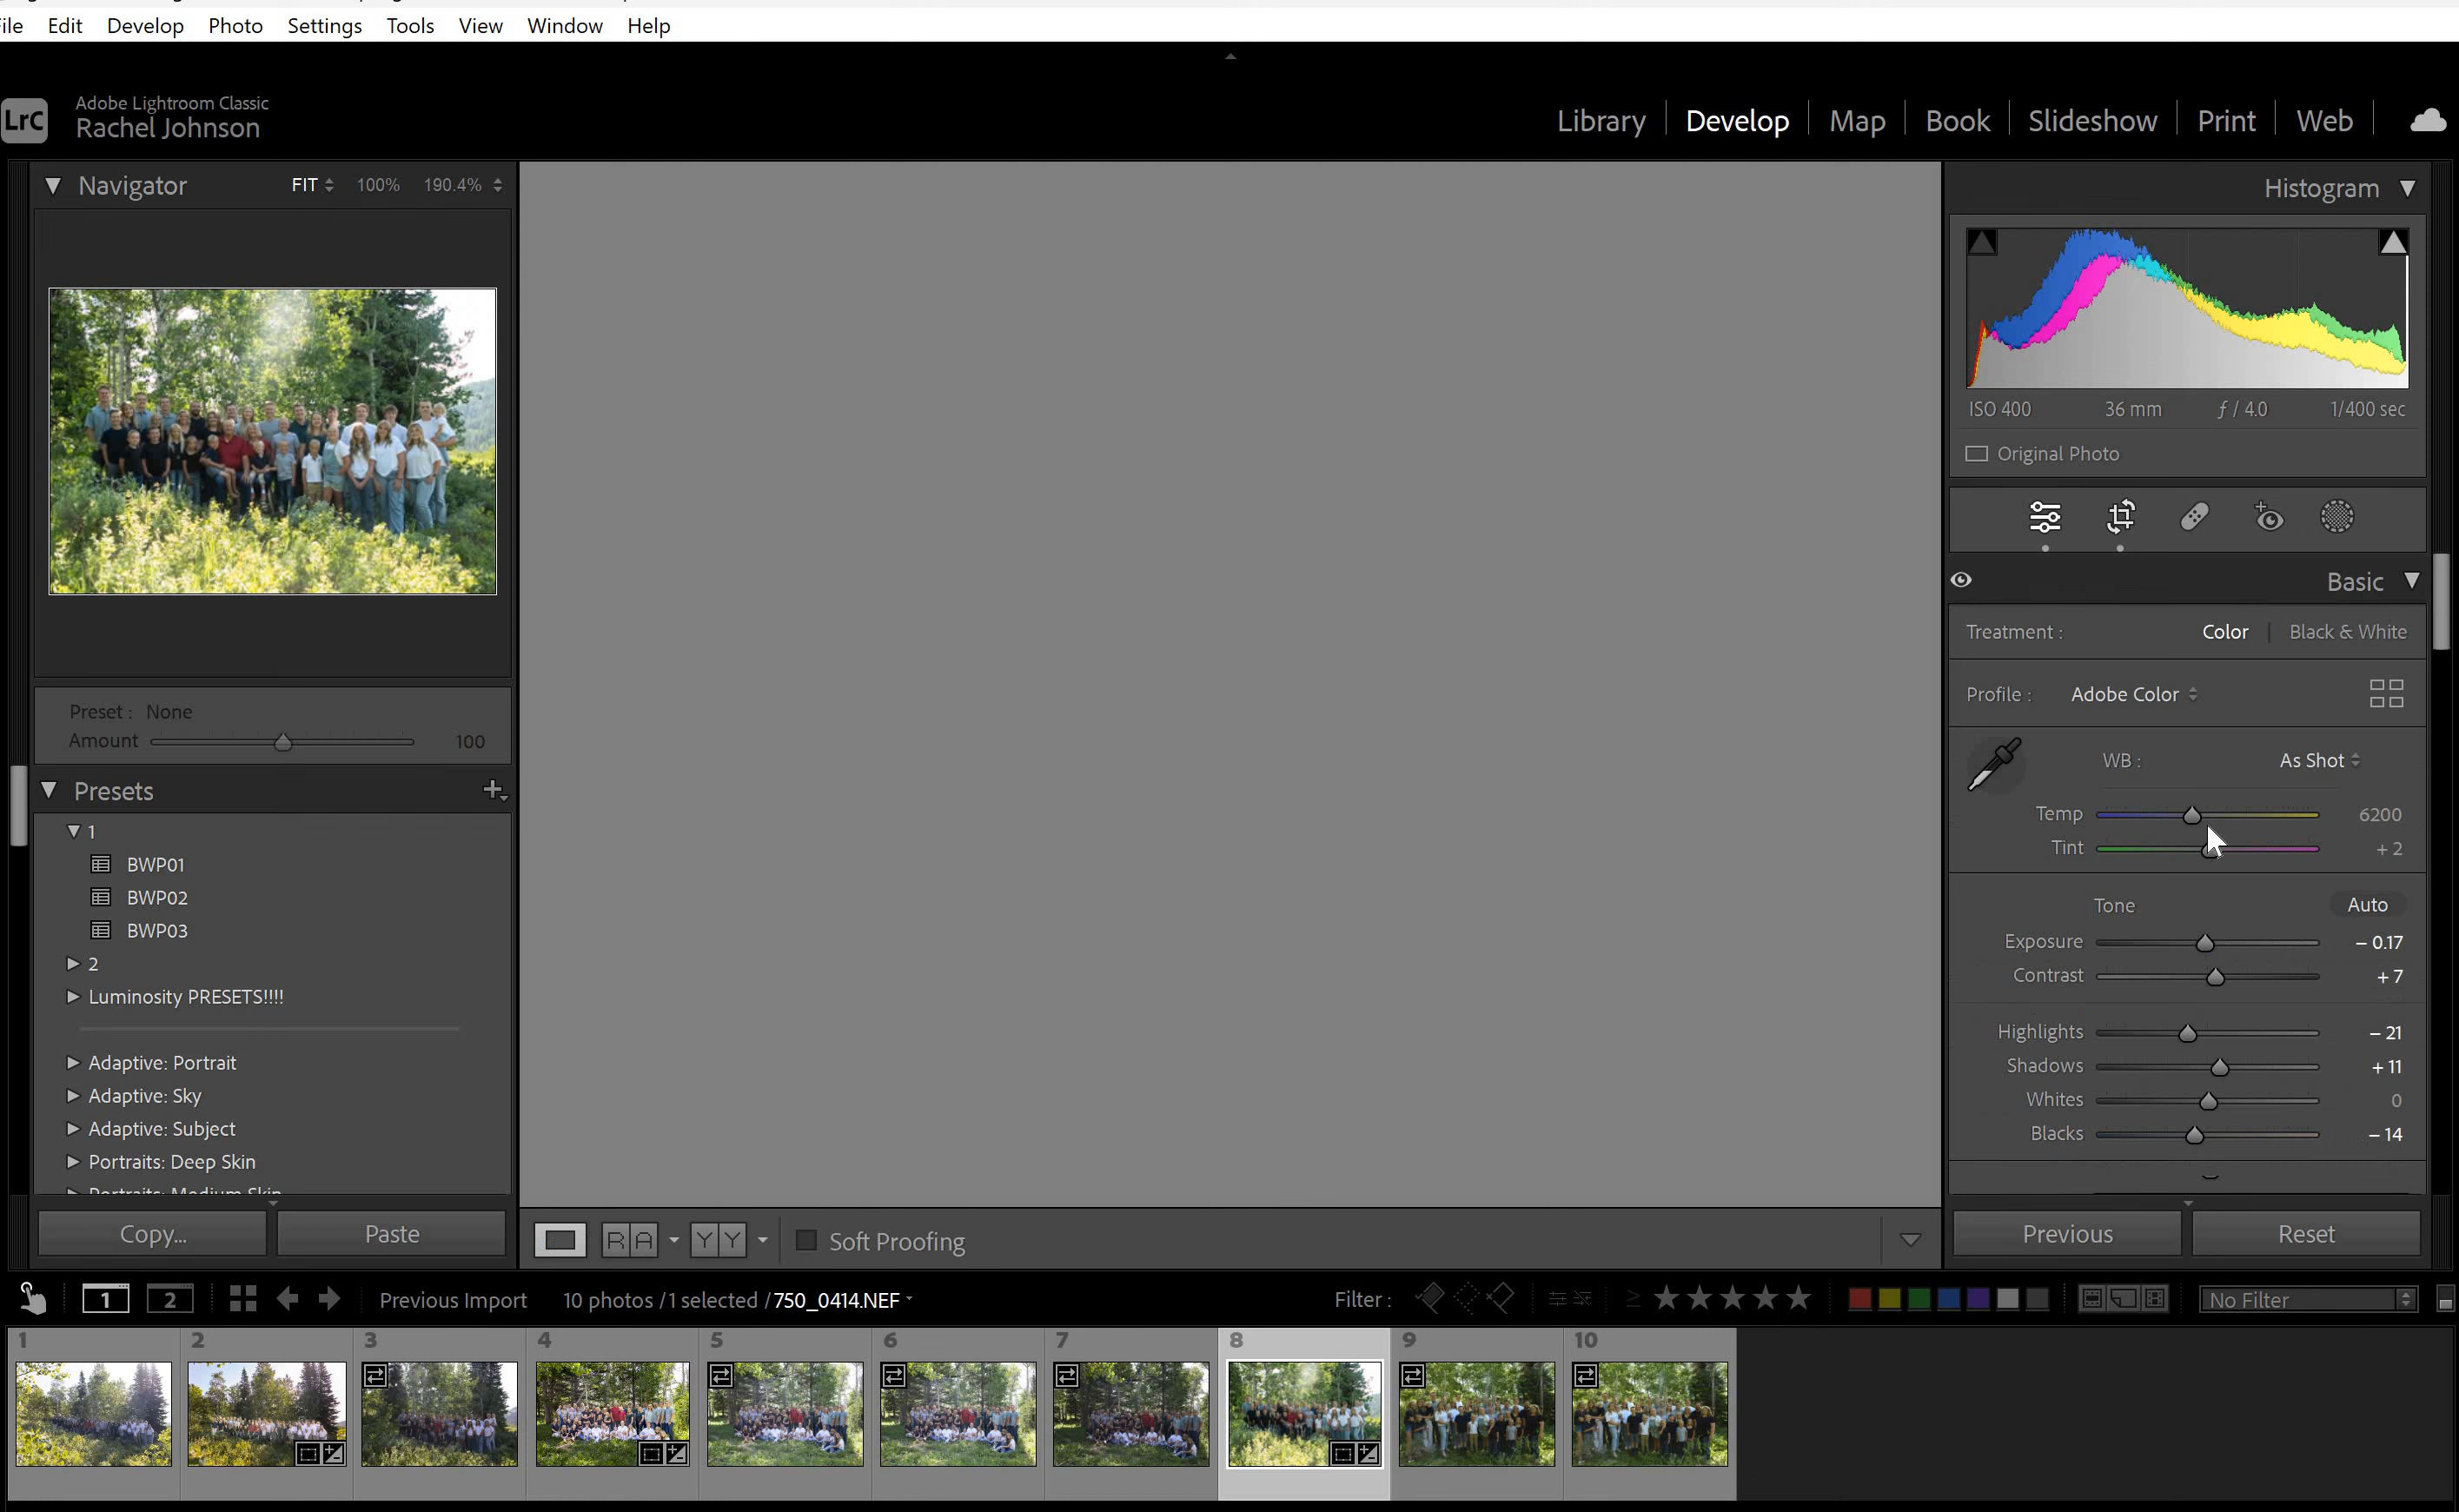 File Edit Develop Photo Settings Tools View Window Help
LrC
Adobe Lightroom Classic
Rachel Johnson
Library Develop Map Book Slideshow Print Web
Navigator FIT 100% 190.4%
Preset : None
Amount 100
Presets
1
BWP01
BWP02
BWP03
2
Luminosity PRESETS!!!!
Adaptive: Portrait
Adaptive: Sky
Adaptive: Subject
Portraits: Deep Skin
Portraits: Medium Skin
Copy... Paste
RA YY Soft Proofing
Histogram
ISO 400 36 mm ƒ / 4.0 1/400 sec
Original Photo
Basic
Treatment : Color Black & White
Profile : Adobe Color
WB : As Shot
Temp 6200
Tint + 2
Tone Auto
Exposure – 0.17
Contrast + 7
Highlights – 21
Shadows + 11
Whites 0
Blacks – 14
Previous Reset
1 2 Previous Import 10 photos / 1 selected / 750_0414.NEF Filter : ≥ ★★★★★ No Filter
1 2 3 4 5 6 7 8 9 10